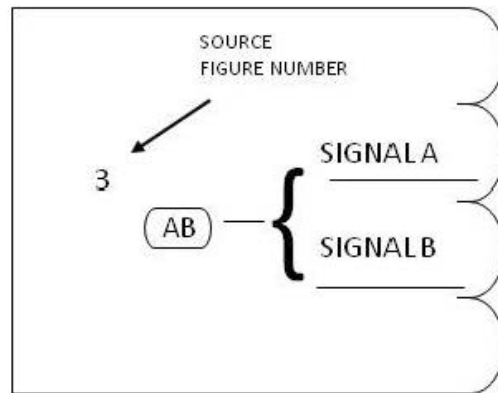 SOURCE
FIGURE NUMBER
3
SIGNAL A
AB
SIGNAL B